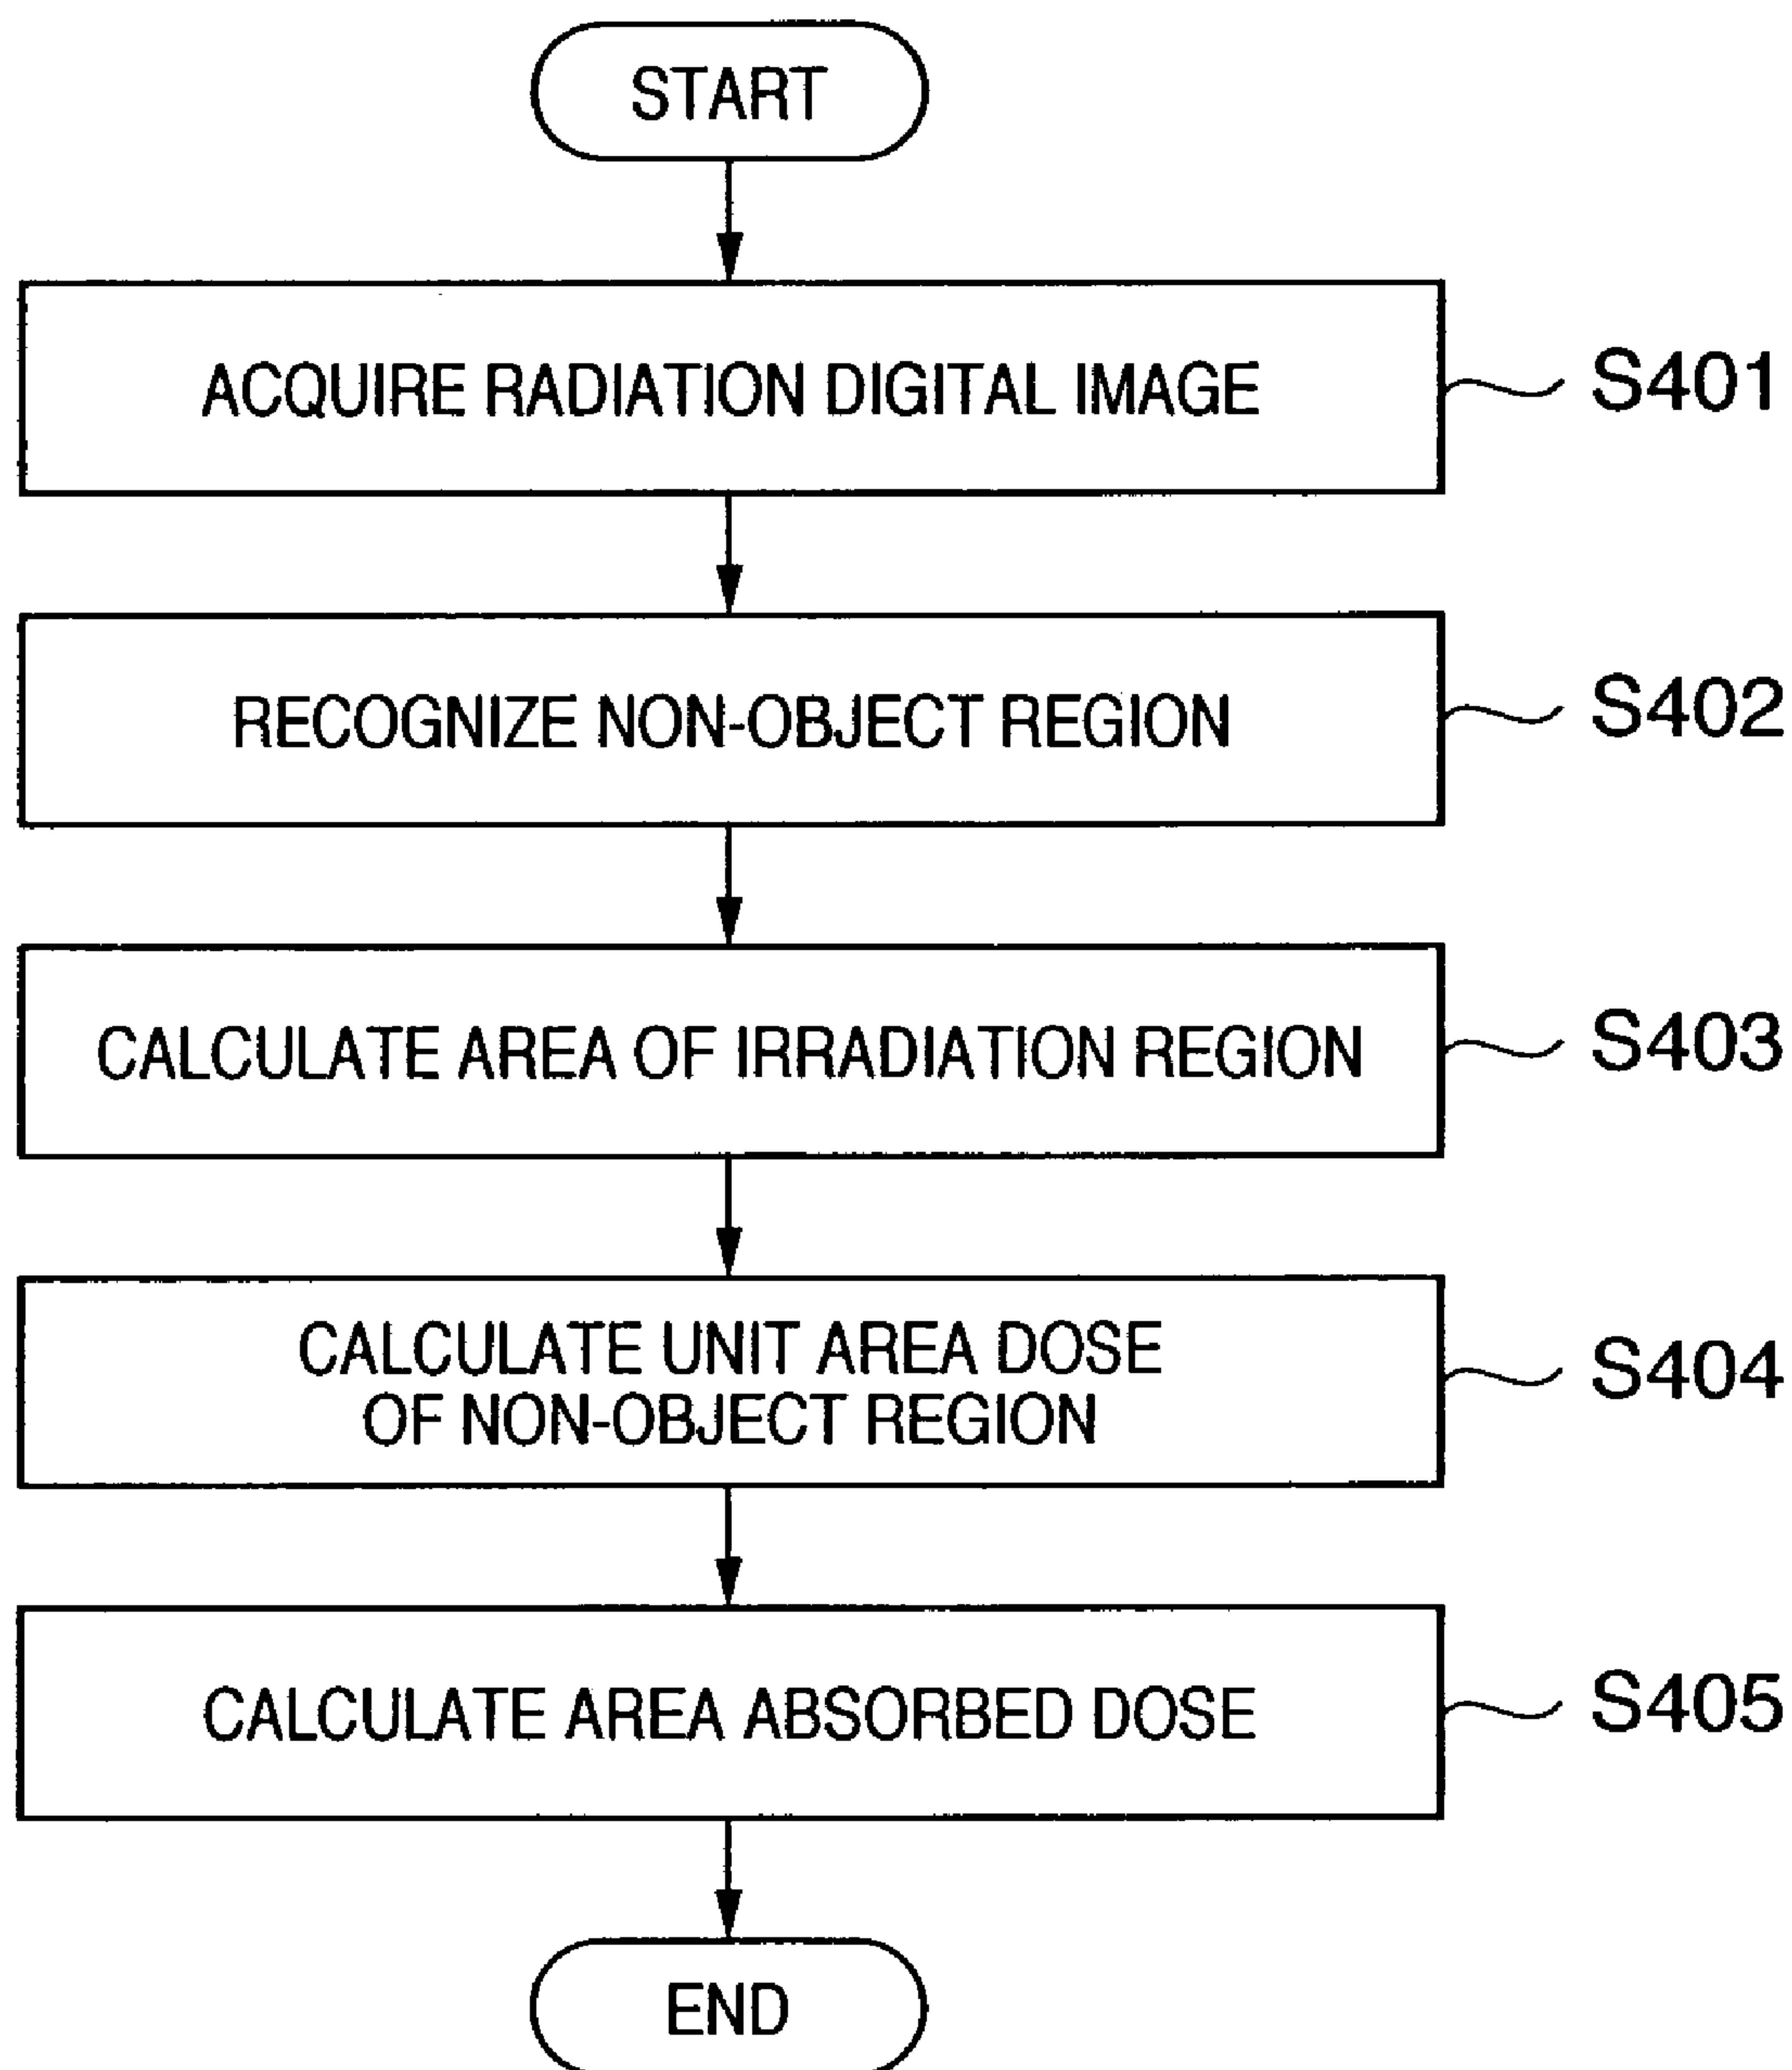 START
ACQUIRE RADIATION DIGITAL IMAGE
S401
RECOGNIZE NON-OBJECT REGION
S402
CALCULATE AREA OF IRRADIATION REGION
S403
CALCULATE UNIT AREA DOSE
OF NON-OBJECT REGION
S404
CALCULATE AREA ABSORBED DOSE
S405
END